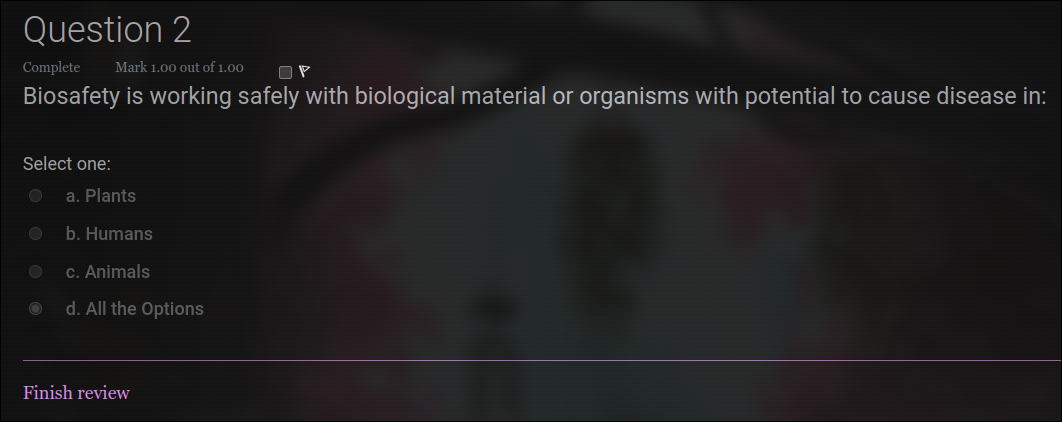 Question 2
Complete Mark 1.00 out of 1.00
Biosafety is working safely with biological material or organisms with potential to cause disease in:
Select one:
a. Plants
b. Humans
c. Animals
d. All the Options
Finish review